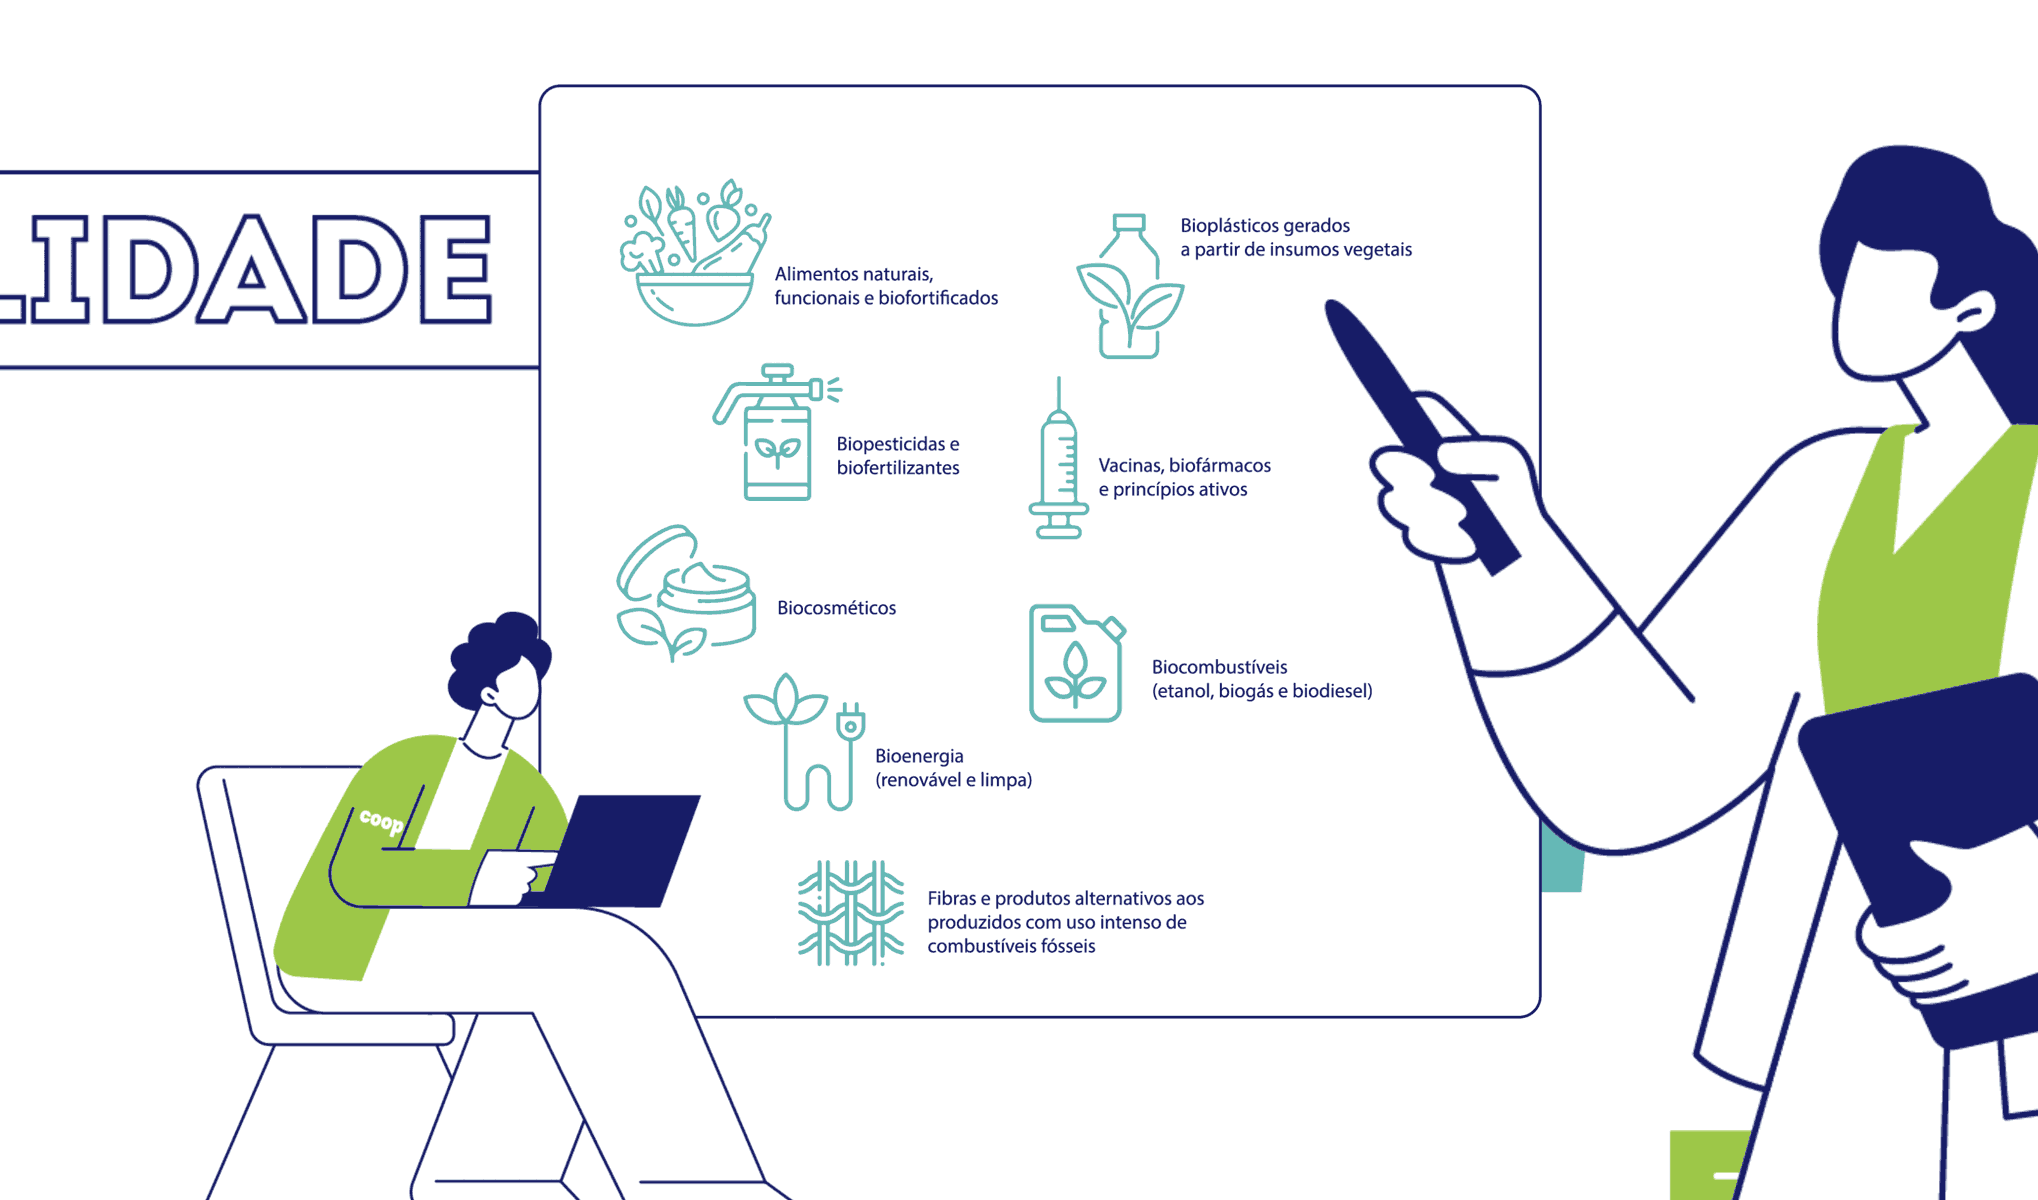 LIDADE
Alimentos naturais,
funcionais e biofortificados
Bioplásticos gerados
a partir de insumos vegetais
Biopesticidas e
biofertilizantes
Vacinas, biofármacos
e princípios ativos
Biocosméticos
Biocombustíveis
(etanol, biogás e biodiesel)
Bioenergia
(renovável e limpa)
coop
Fibras e produtos alternativos aos
produzidos com uso intenso de
combustíveis fósseis